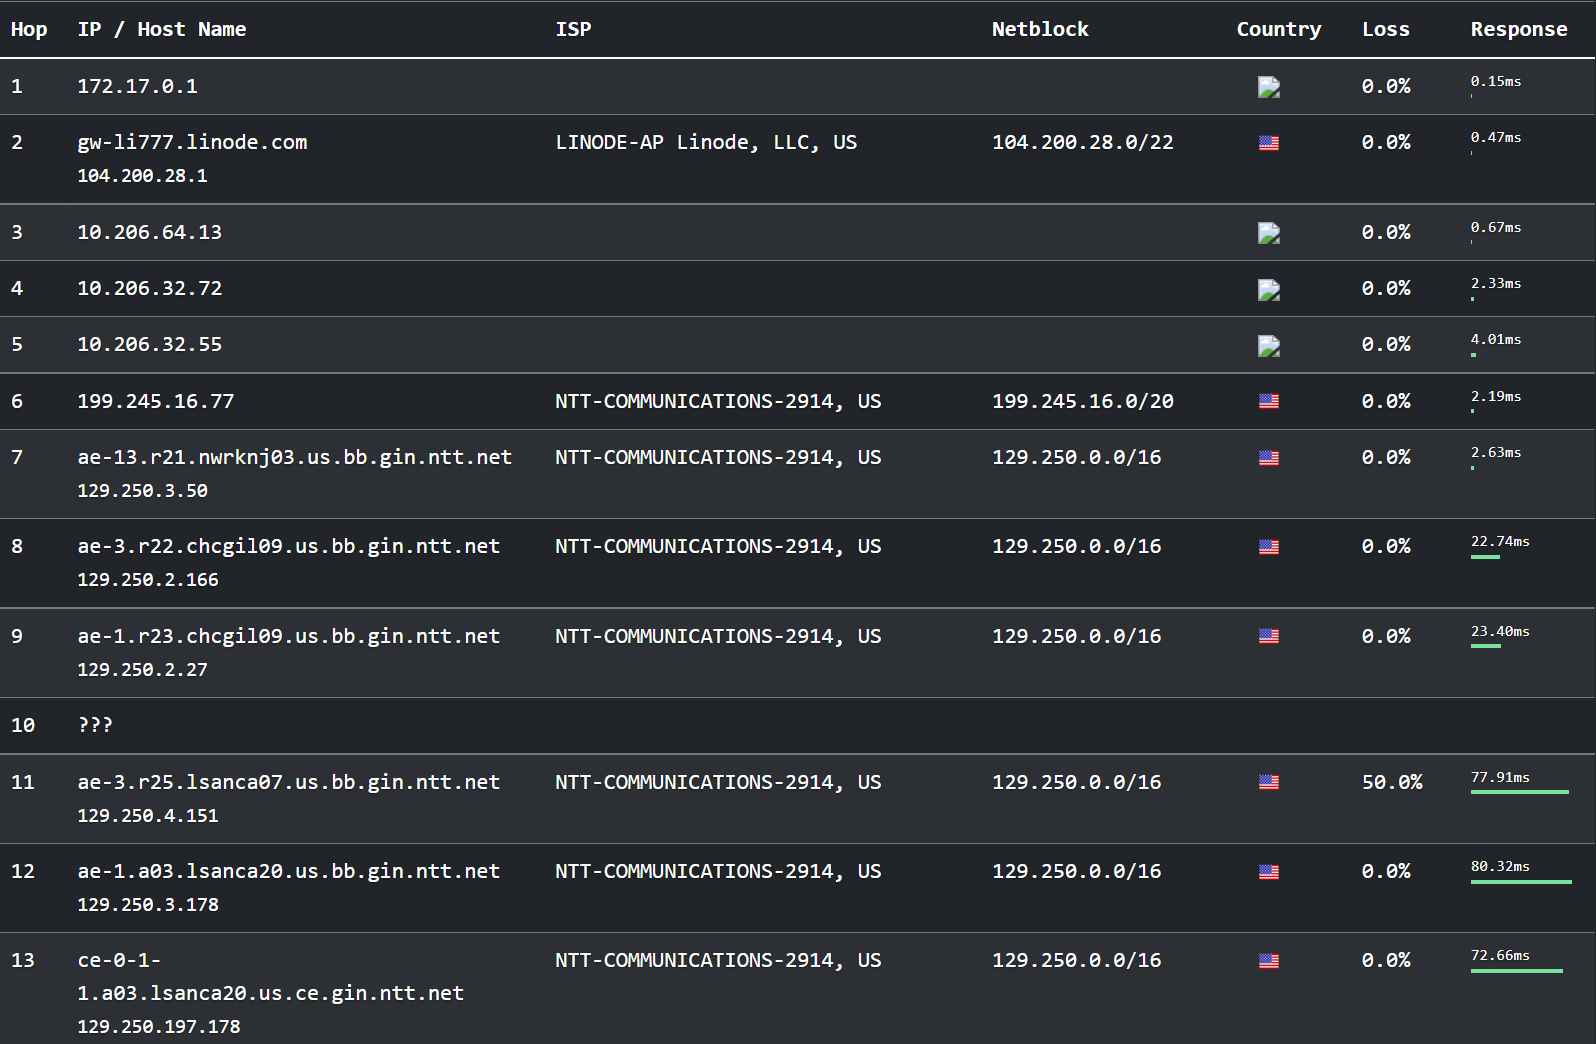 Hop IP / Host Name ISP Netblock Country Loss Response
1 172.17.0.1 0.0% 0.15ms
2 gw-li777.linode.com LINODE-AP Linode, LLC, US 104.200.28.0/22 0.0% 0.47ms
104.200.28.1
3 10.206.64.13 0.0% 0.67ms
4 10.206.32.72 0.0% 2.33ms
5 10.206.32.55 0.0% 4.01ms
6 199.245.16.77 NTT-COMMUNICATIONS-2914, US 199.245.16.0/20 0.0% 2.19ms
7 ae-13.r21.nwrknj03.us.bb.gin.ntt.net NTT-COMMUNICATIONS-2914, US 129.250.0.0/16 0.0% 2.63ms
129.250.3.50
8 ae-3.r22.chcgil09.us.bb.gin.ntt.net NTT-COMMUNICATIONS-2914, US 129.250.0.0/16 0.0% 22.74ms
129.250.2.166
9 ae-1.r23.chcgil09.us.bb.gin.ntt.net NTT-COMMUNICATIONS-2914, US 129.250.0.0/16 0.0% 23.40ms
129.250.2.27
10 ???
11 ae-3.r25.lsanca07.us.bb.gin.ntt.net NTT-COMMUNICATIONS-2914, US 129.250.0.0/16 50.0% 77.91ms
129.250.4.151
12 ae-1.a03.lsanca20.us.bb.gin.ntt.net NTT-COMMUNICATIONS-2914, US 129.250.0.0/16 0.0% 80.32ms
129.250.3.178
13 ce-0-1- NTT-COMMUNICATIONS-2914, US 129.250.0.0/16 0.0% 72.66ms
1.a03.lsanca20.us.ce.gin.ntt.net
129.250.197.178